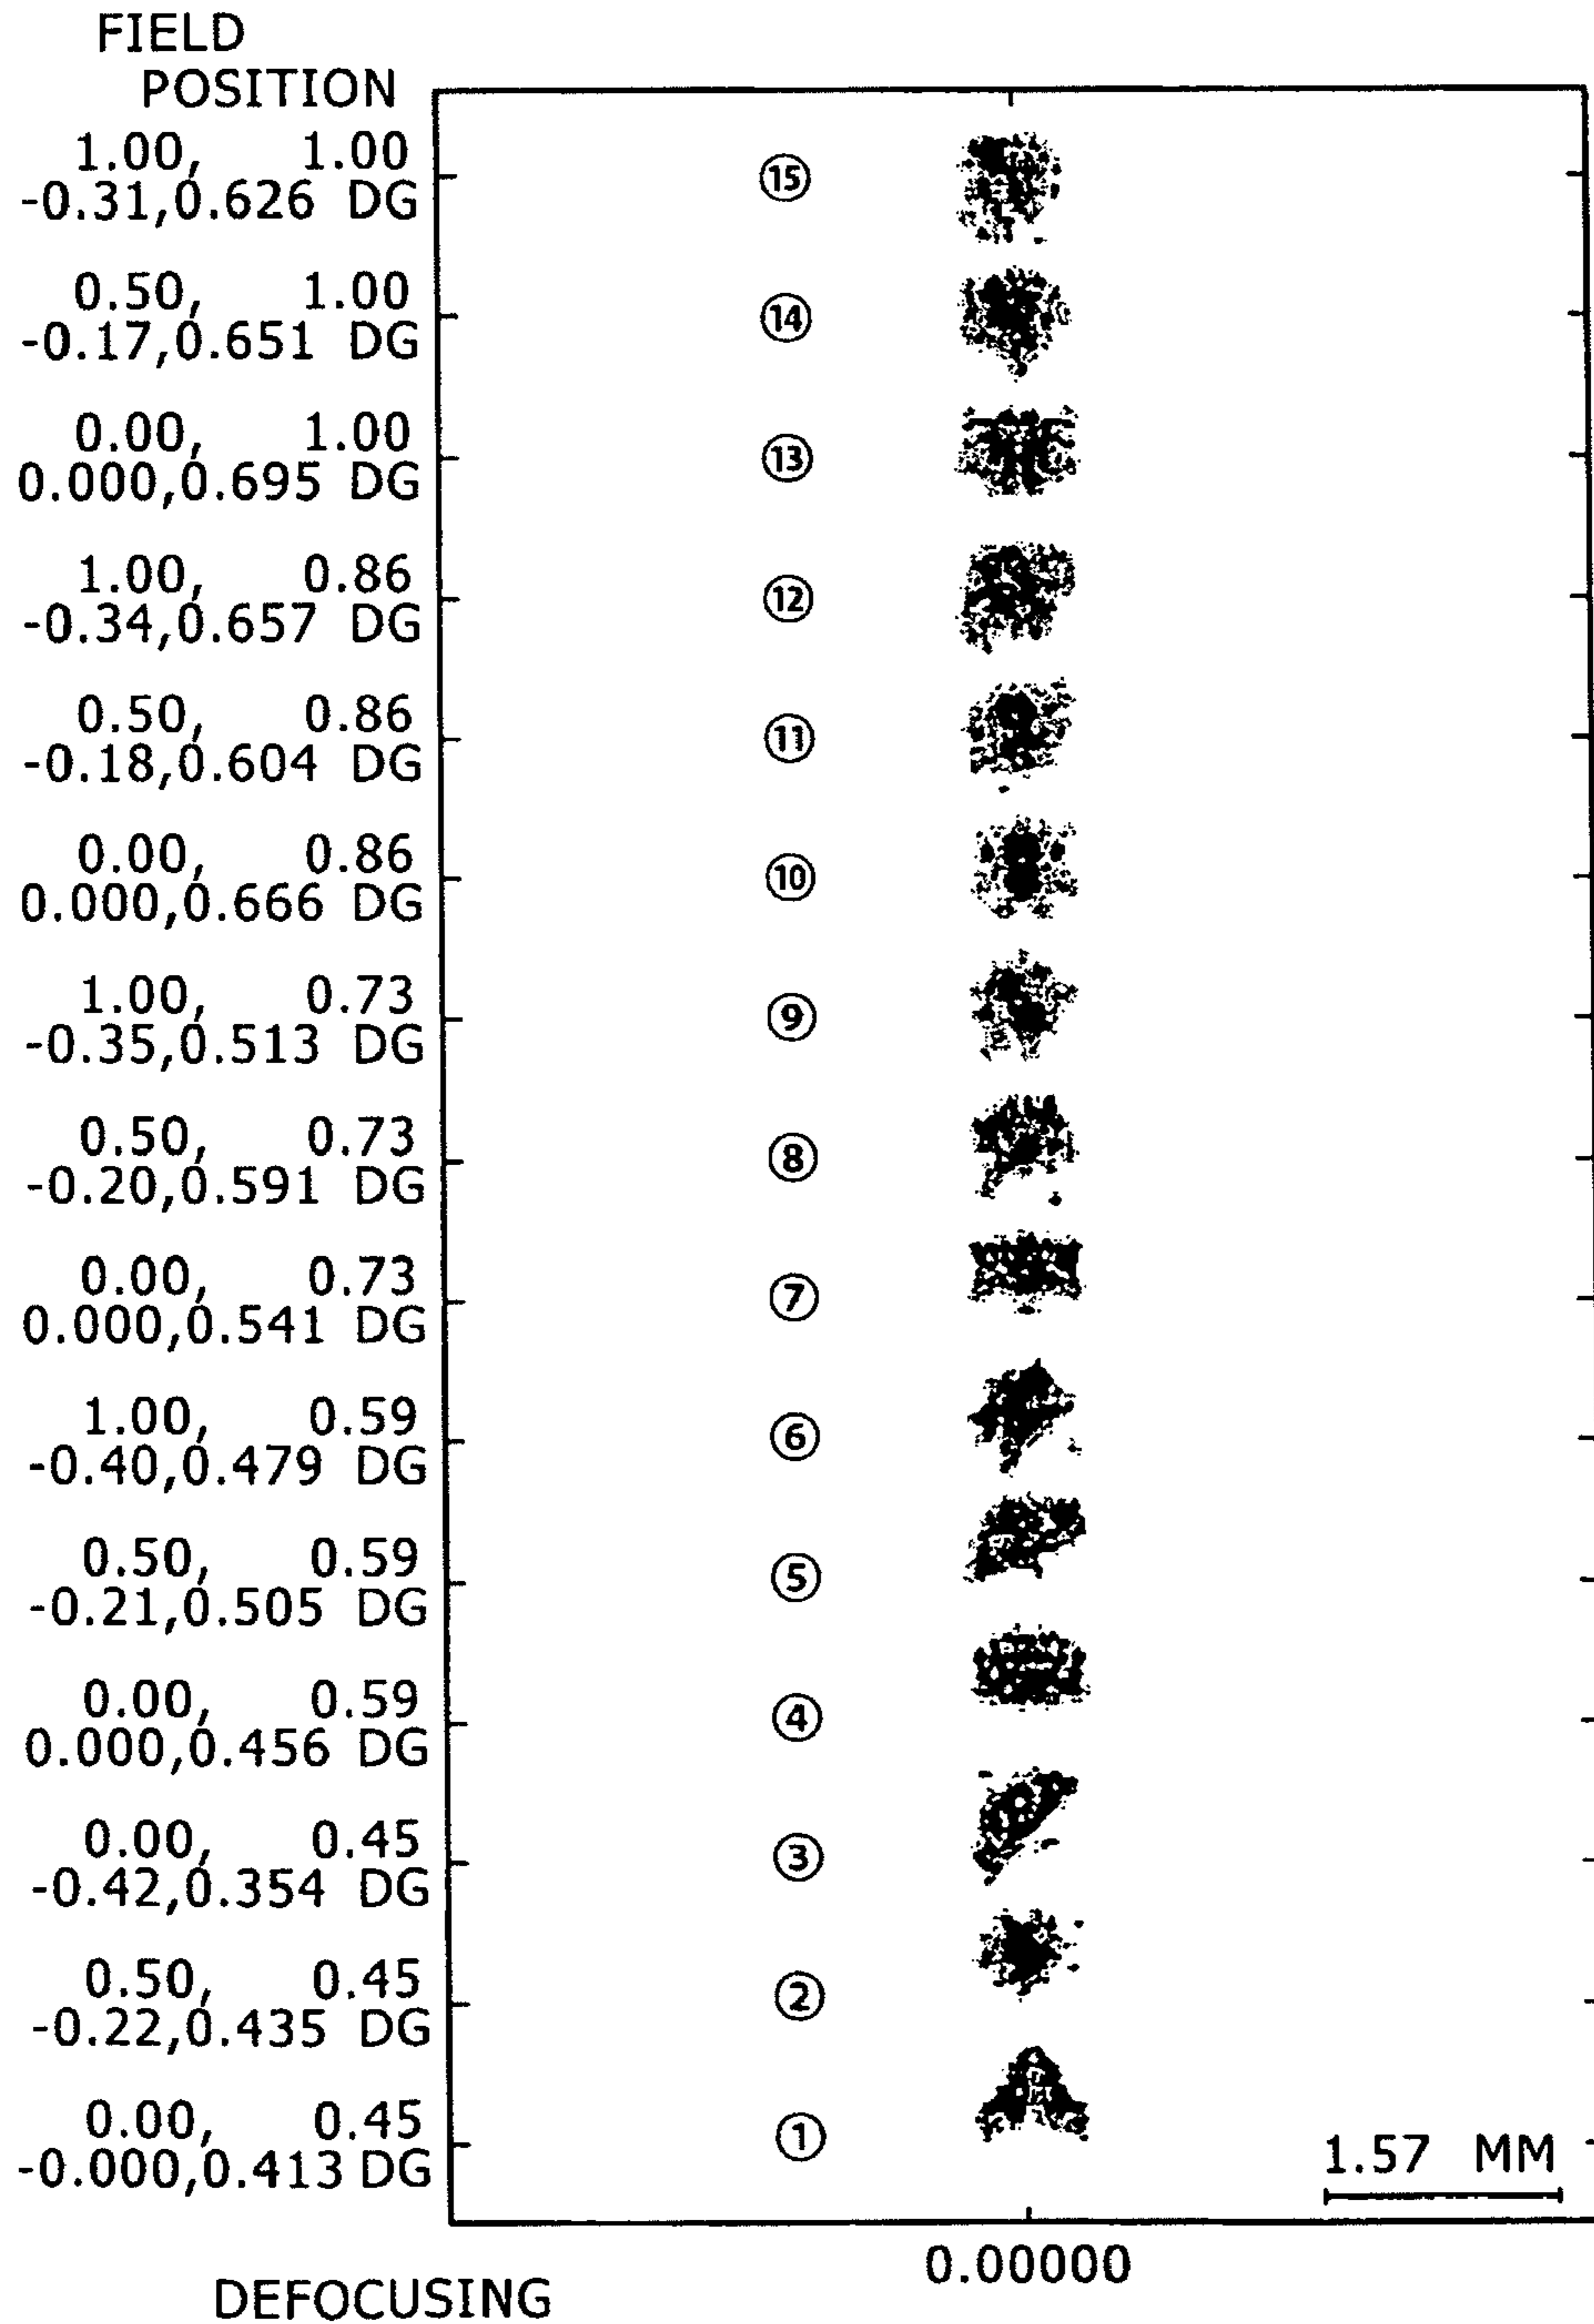 FIELD
POSITION
1.00, 1.00
-0.31,0.626 DG
⑮
0.50, 1.00
-0.17,0.651 DG
⑭
0.00, 1.00
0.000,0.695 DG
⑬
1.00, 0.86
-0.34,0.657 DG
⑫
0.50, 0.86
-0.18,0.604 DG
⑪
0.00, 0.86
0.000,0.666 DG
⑩
1.00, 0.73
-0.35,0.513 DG
⑨
0.50, 0.73
-0.20,0.591 DG
⑧
0.00, 0.73
0.000,0.541 DG
⑦
1.00, 0.59
-0.40,0.479 DG
⑥
0.50, 0.59
-0.21,0.505 DG
⑤
0.00, 0.59
0.000,0.456 DG
④
0.00, 0.45
-0.42,0.354 DG
③
0.50, 0.45
-0.22,0.435 DG
②
0.00, 0.45
-0.000,0.413 DG
①
1.57 MM
0.00000
DEFOCUSING